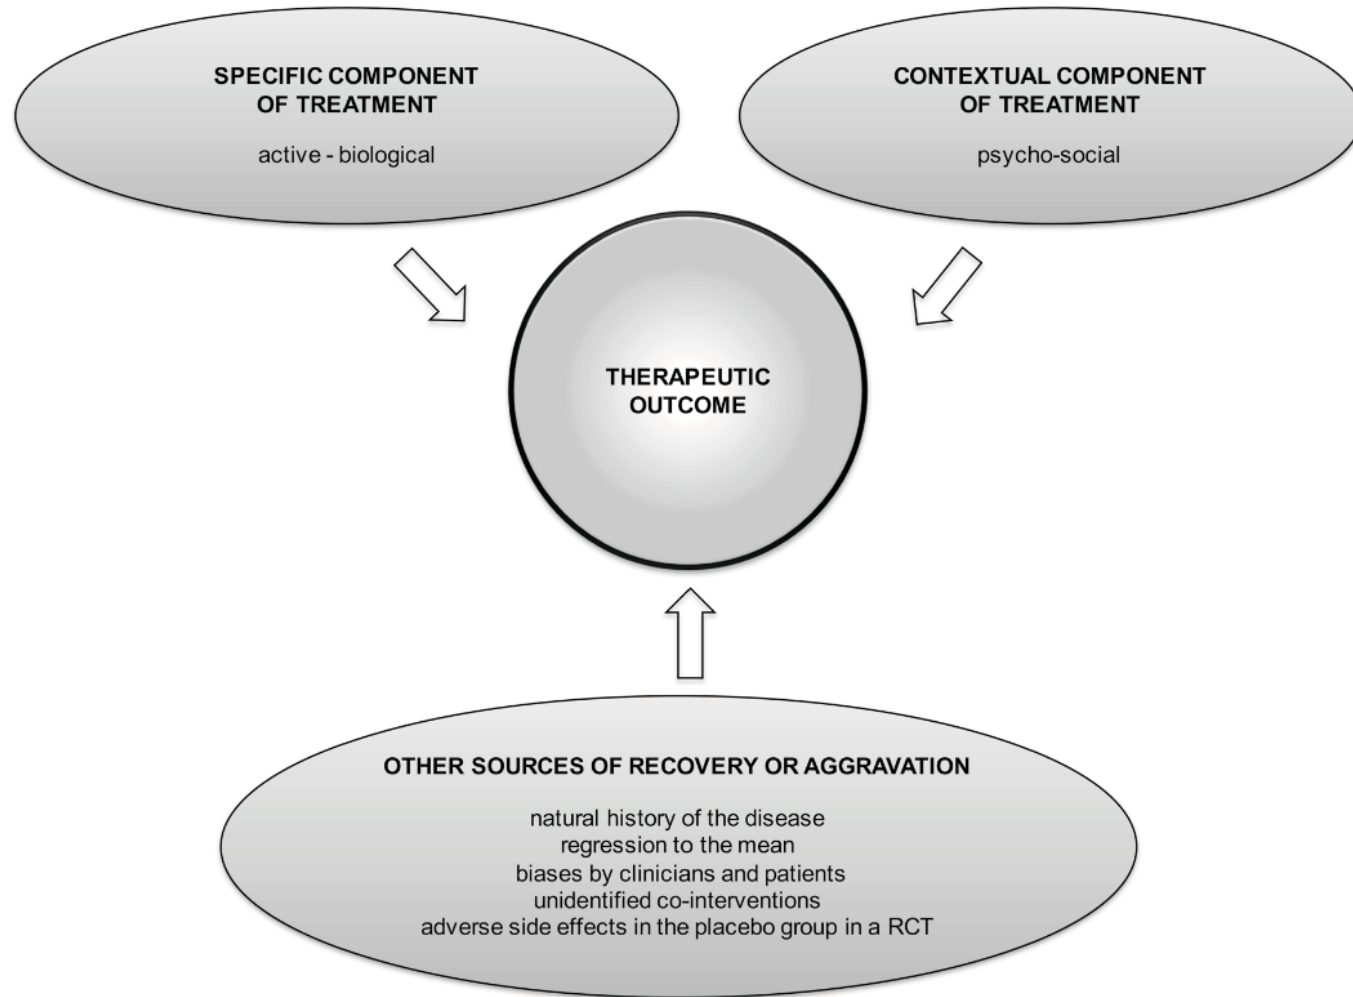 SPECIFIC COMPONENT
OF TREATMENT
active - biological
CONTEXTUAL COMPONENT
OF TREATMENT
psycho-social
THERAPEUTIC
OUTCOME
OTHER SOURCES OF RECOVERY OR AGGRAVATION
natural history of the disease
regression to the mean
biases by clinicians and patients
unidentified co-interventions
adverse side effects in the placebo group in a RCT